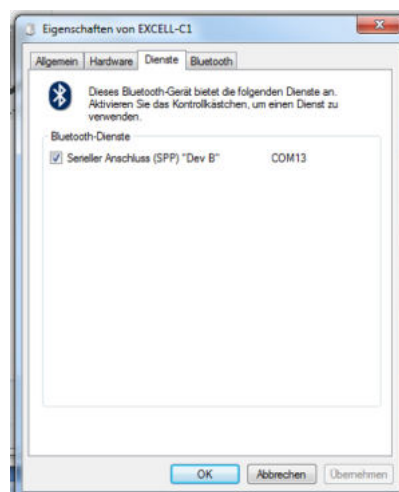 Eigenschaften von EXCELL-C1
Allgemein Hardware Dienste Bluetooth
Dieses Bluetooth-Gerät bietet die folgenden Dienste an.
Aktivieren Sie das Kontrollkästchen, um einen Dienst zu
verwenden.
Bluetooth-Dienste
Serieller Anschluss (SPP) "Dev B" COM13
OK Abbrechen Übernehmen